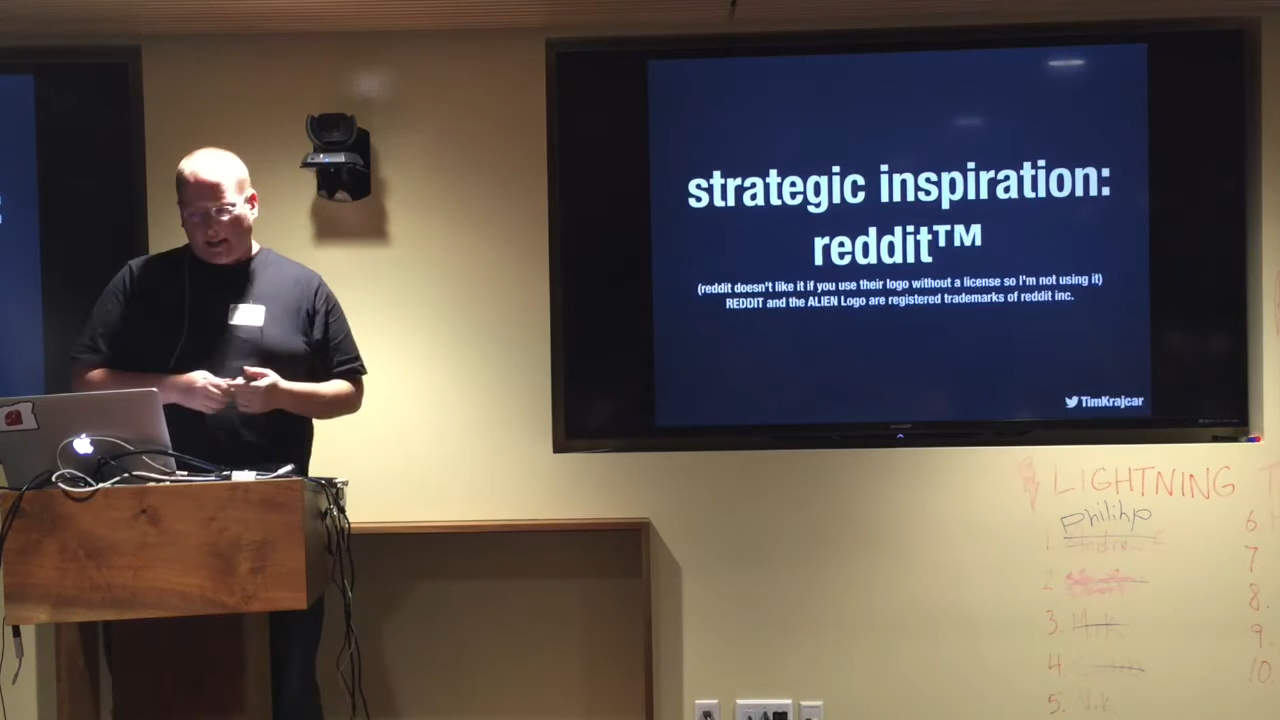 strategic inspiration:
reddit™
(reddit doesn't like it if you use their logo without a license so I'm not using it)
REDDIT and the ALIEN Logo are registered trademarks of reddit inc.
TimKrajcar
SHARP
LIGHTNING T
philihp
1
2
3.
4.
5.
6
7.
8.
9.
10.